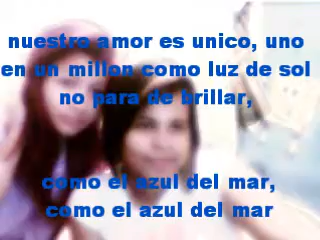 nuestro amor es unico, uno
en un millon como luz de sol
no para de brillar,
como el azul del mar,
como el azul del mar